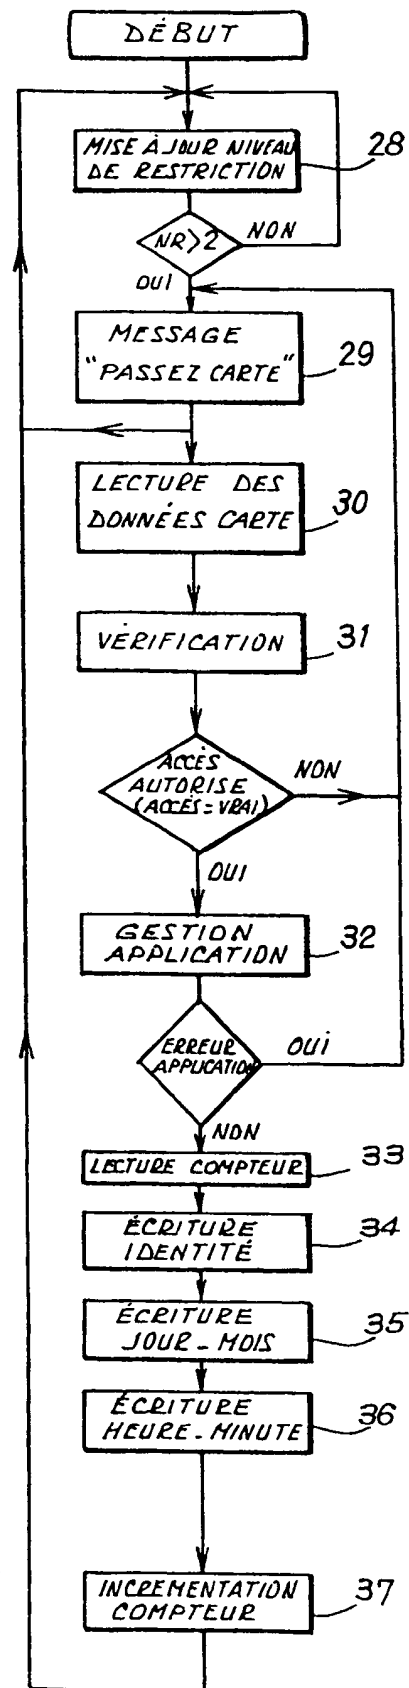 DÉBUT
MISE À JOUR NIVEAU
DE RESTRICTION
28
NR>2
NON
OUI
MESSAGE
"PASSEZ CARTE"
29
LECTURE DES
DONNÉES CARTE
30
VÉRIFICATION
31
ACCÈS
AUTORISE
(ACCÈS=VRAI)
NON
OUI
GESTION
APPLICATION
32
ERREUR
APPLICATION
OUI
NON
LECTURE COMPTEUR
33
ÉCRITURE
IDENTITÉ
34
ÉCRITURE
JOUR-MOIS
35
ÉCRITURE
HEURE-MINUTE
36
INCREMENTATION
COMPTEUR
37